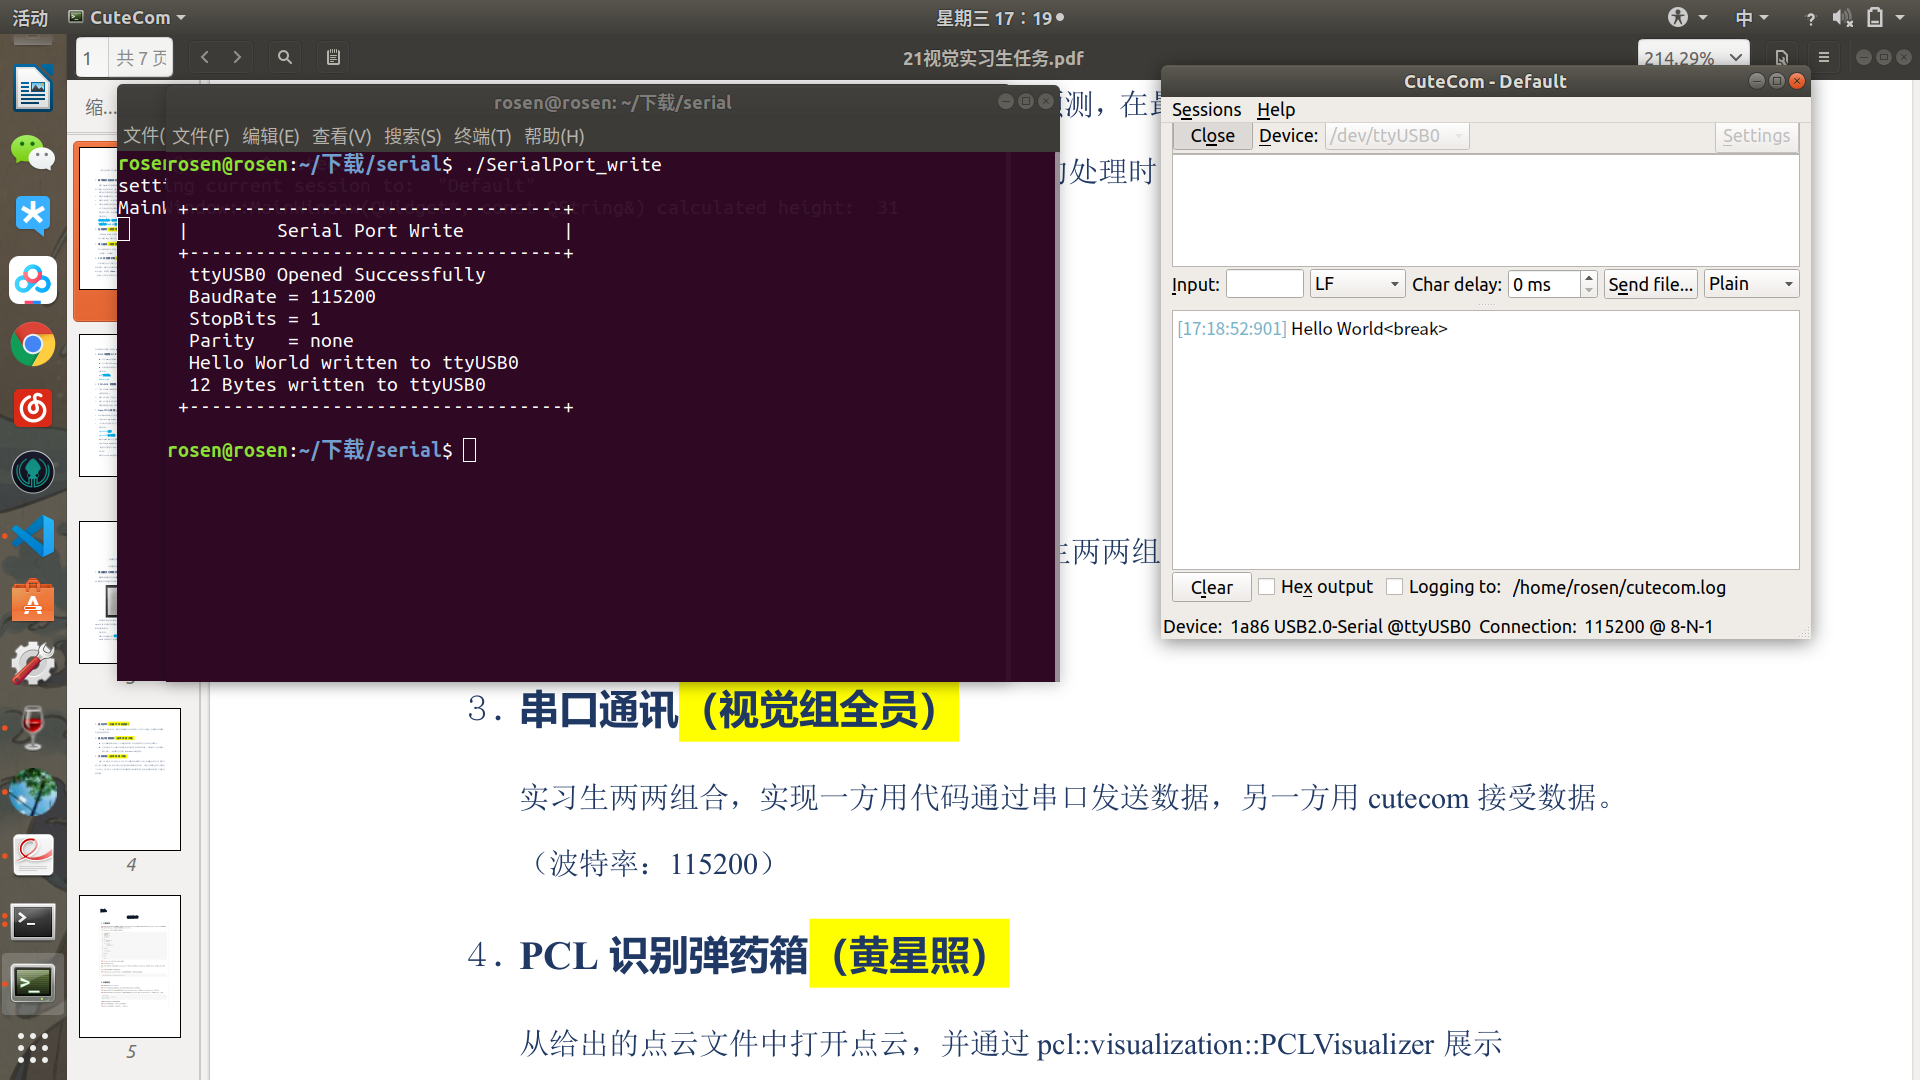 活动 CuteCom 星期三 17：19 中 ?
1 共 7 页 21视觉实习生任务.pdf 214.29%
缩...
rosen@rosen: ~/下载/serial
文件( 文件(F) 编辑(E) 查看(V) 搜索(S) 终端(T) 帮助(H)
rosen@rosen:~/下载/serial$ ./SerialPort_write
setting current session to: "Default"
+----------------------------------+
| Serial Port Write |
+----------------------------------+
ttyUSB0 Opened Successfully
BaudRate = 115200
StopBits = 1
Parity = none
Hello World written to ttyUSB0
12 Bytes written to ttyUSB0
+----------------------------------+
rosen@rosen:~/下载/serial$
CuteCom - Default
Sessions Help
Close Device: /dev/ttyUSB0 Settings
Input: LF Char delay: 0 ms Send file... Plain
[17:18:52:901] Hello World<break>
Clear Hex output Logging to: /home/rosen/cutecom.log
Device: 1a86 USB2.0-Serial @ttyUSB0 Connection: 115200 @ 8-N-1
测，在
处理时
两两组
3. 串口通讯（视觉组全员）
实习生两两组合，实现一方用代码通过串口发送数据，另一方用 cutecom 接受数据。
（波特率：115200）
4. PCL 识别弹药箱（黄星照）
从给出的点云文件中打开点云，并通过 pcl::visualization::PCLVisualizer 展示
4
5